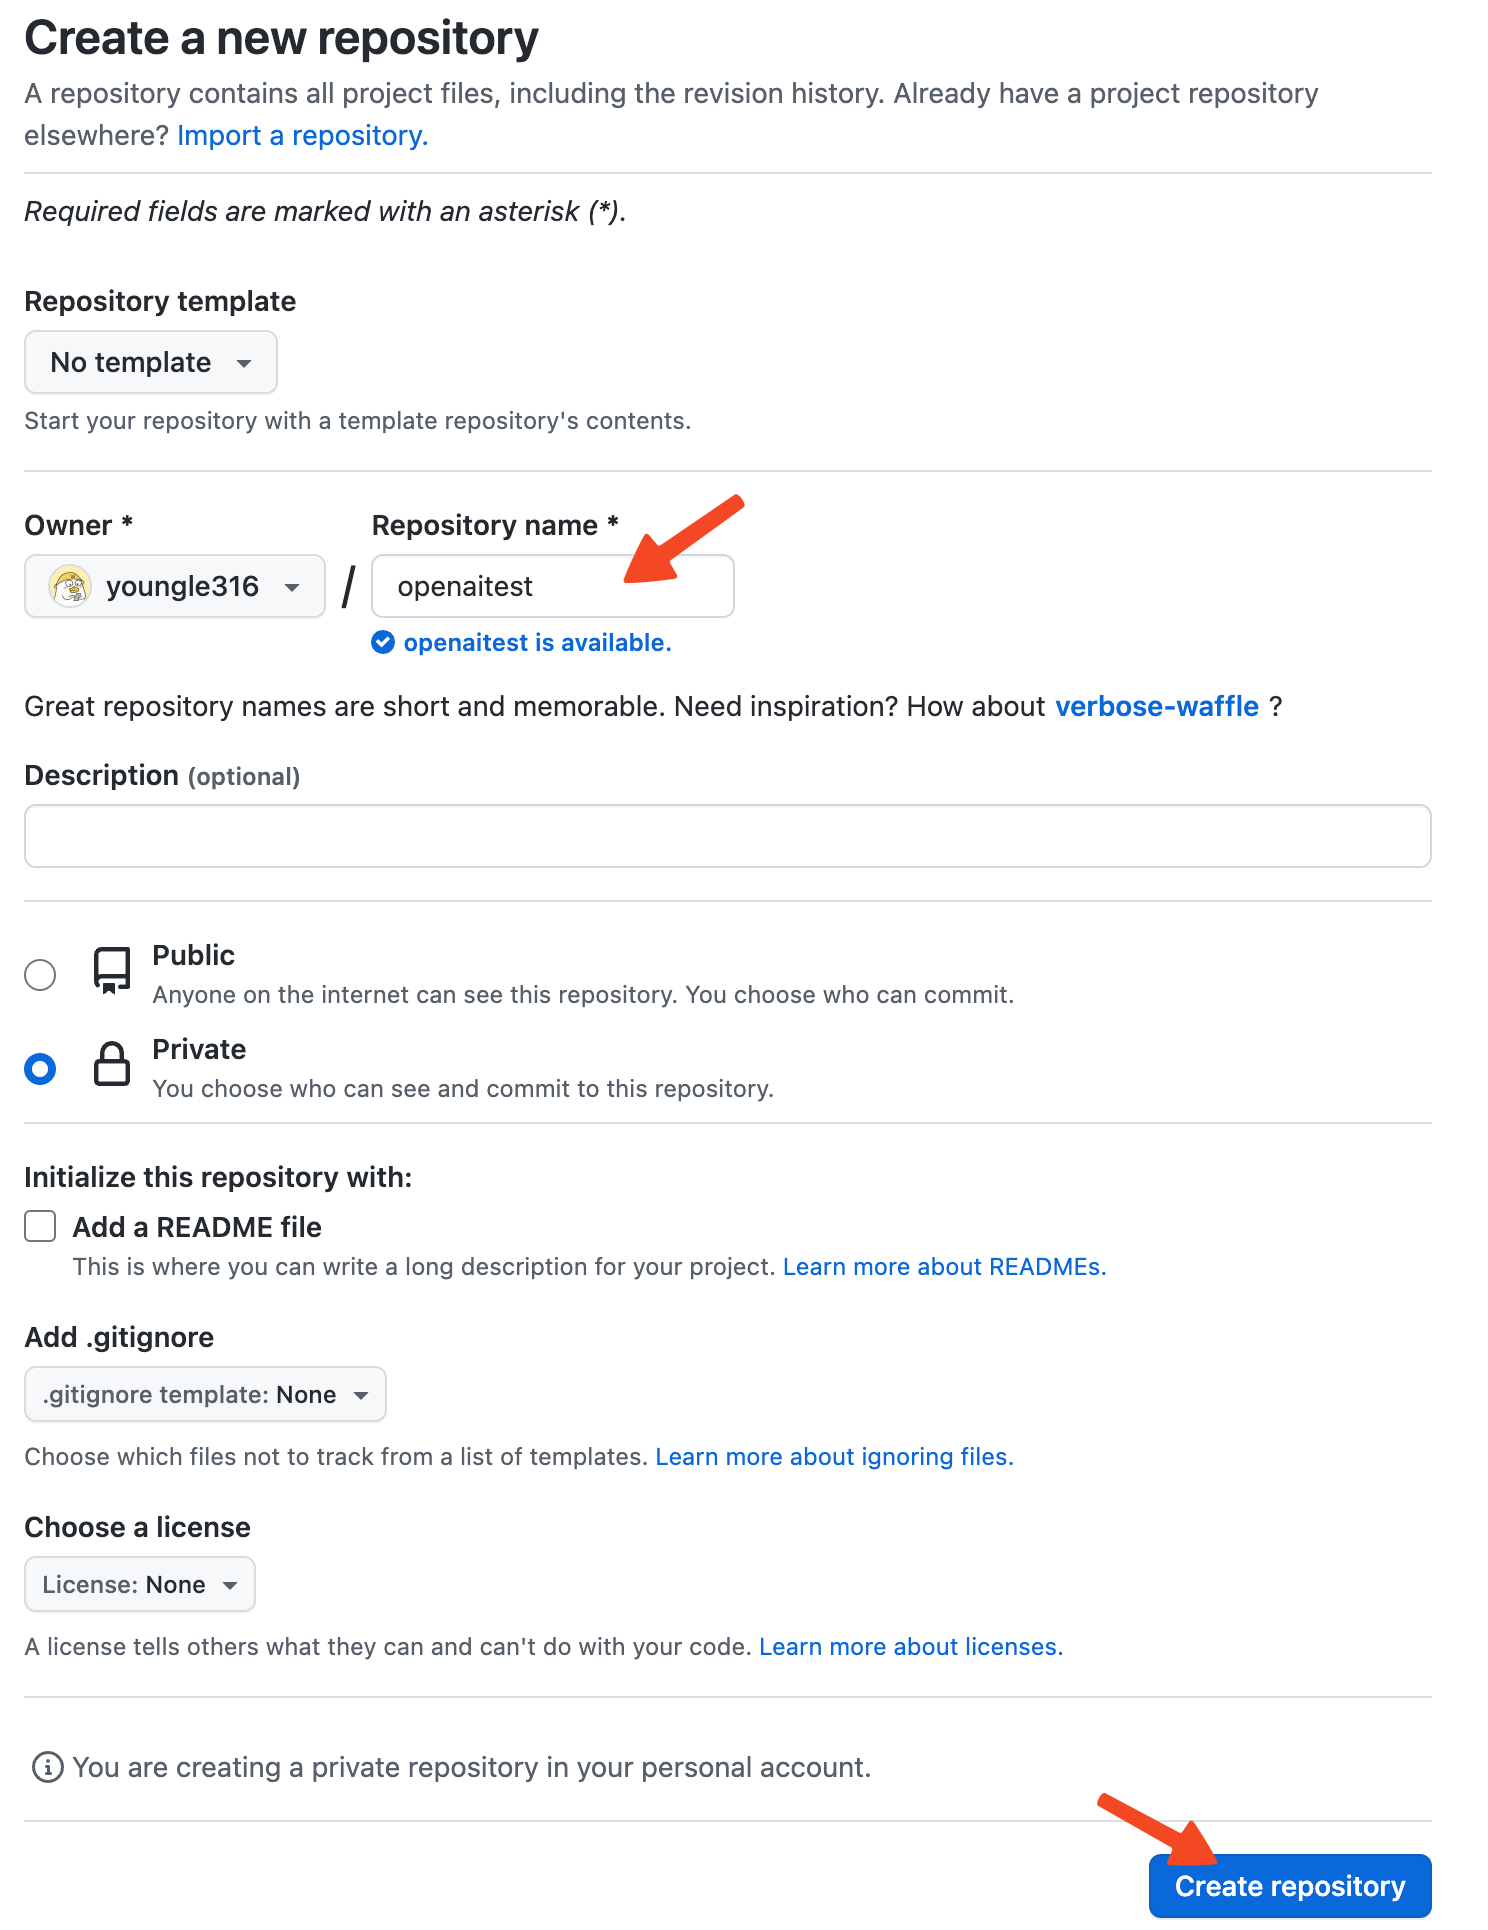 Create a new repository
A repository contains all project files, including the revision history. Already have a project repository
elsewhere? Import a repository.
Required fields are marked with an asterisk (*).
Repository template
No template
Start your repository with a template repository's contents.
Owner *
Repository name *
youngle316
/
openaitest
openaitest is available.
Great repository names are short and memorable. Need inspiration? How about verbose-waffle ?
Description (optional)
Public
Anyone on the internet can see this repository. You choose who can commit.
Private
You choose who can see and commit to this repository.
Initialize this repository with:
Add a README file
This is where you can write a long description for your project. Learn more about READMEs.
Add .gitignore
.gitignore template: None
Choose which files not to track from a list of templates. Learn more about ignoring files.
Choose a license
License: None
A license tells others what they can and can't do with your code. Learn more about licenses.
You are creating a private repository in your personal account.
Create repository